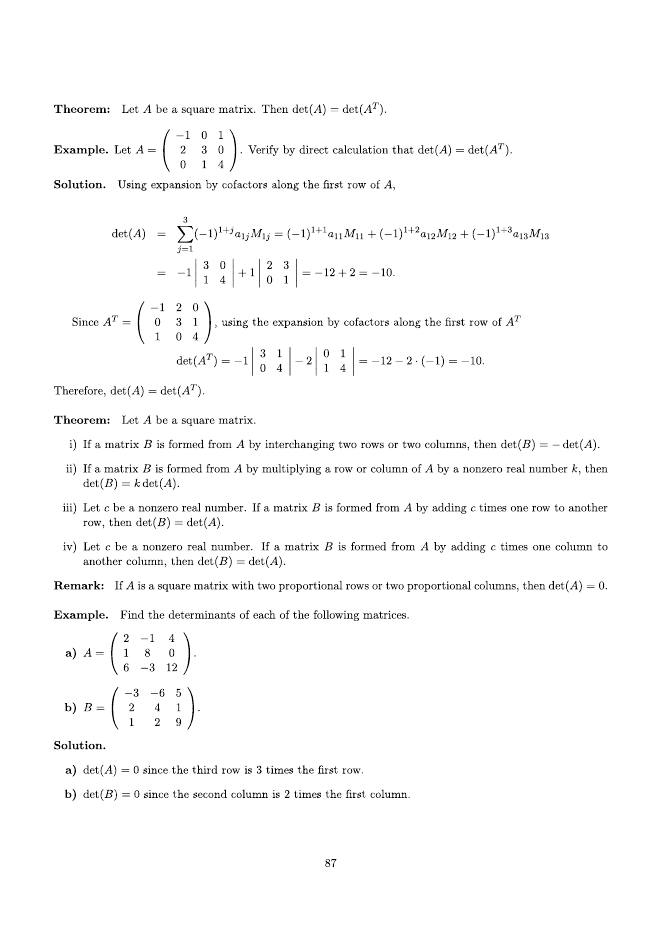 Theorem: Let A be a square matrix. Then det(A) = det(A^T).
Example. Let A = ( −1 0 1
2 3 0
0 1 4 ). Verify by direct calculation that det(A) = det(A^T).
Solution. Using expansion by cofactors along the first row of A,
det(A) = ∑_{j=1}^{3} (−1)^{1+j} a_{1j}M_{1j} = (−1)^{1+1}a_{11}M_{11} + (−1)^{1+2}a_{12}M_{12} + (−1)^{1+3}a_{13}M_{13}
= −1 | 3 0
1 4 | + 1 | 2 3
0 1 | = −12 + 2 = −10.
Since A^T = ( −1 2 0
0 3 1
1 0 4 ), using the expansion by cofactors along the first row of A^T
det(A^T) = −1 | 3 1
0 4 | − 2 | 0 1
1 4 | = −12 − 2 · (−1) = −10.
Therefore, det(A) = det(A^T).
Theorem: Let A be a square matrix.
i) If a matrix B is formed from A by interchanging two rows or two columns, then det(B) = − det(A).
ii) If a matrix B is formed from A by multiplying a row or column of A by a nonzero real number k, then
det(B) = k det(A).
iii) Let c be a nonzero real number. If a matrix B is formed from A by adding c times one row to another
row, then det(B) = det(A).
iv) Let c be a nonzero real number. If a matrix B is formed from A by adding c times one column to
another column, then det(B) = det(A).
Remark: If A is a square matrix with two proportional rows or two proportional columns, then det(A) = 0.
Example. Find the determinants of each of the following matrices.
a) A = ( 2 −1 4
1 8 0
6 −3 12 ).
b) B = ( −3 −6 5
2 4 1
1 2 9 ).
Solution.
a) det(A) = 0 since the third row is 3 times the first row.
b) det(B) = 0 since the second column is 2 times the first column.
87